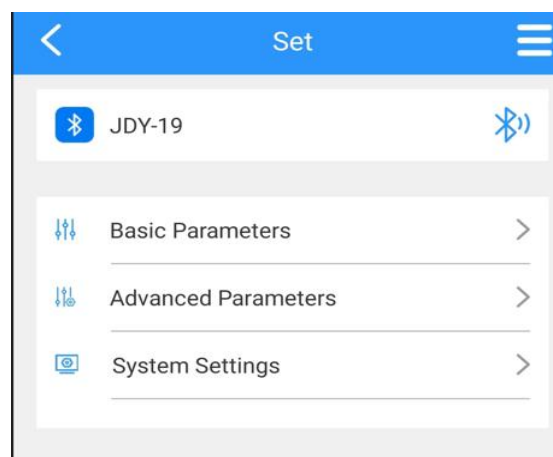 Set
JDY-19
Basic Parameters
Advanced Parameters
System Settings